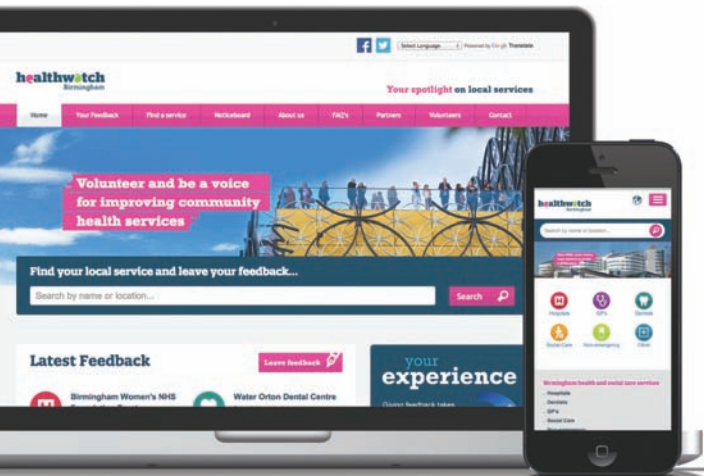 Select Language
Powered by Google Translate
healthwatch
Birmingham
Your spotlight on local services
Home
Your Feedback
Find a service
Noticeboard
About us
FAQ's
Partners
Volunteers
Contact
Volunteer and be a voice
for improving community
health services
Find your local service and leave your feedback...
Search by name or location...
Search
Latest Feedback
Leave feedback
your
experience
Birmingham Women's NHS
Water Orton Dental Centre
Giving feedback takes
healthwatch
Birmingham
Search by name or location...
Hospitals
GP's
Dentists
Social Care
Non-emergency
Other
Birmingham health and social care services
Hospitals
Dentists
GP's
Social Care